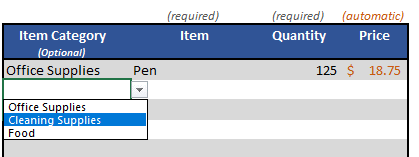 (required) (required) (automatic)
Item Category Item Quantity Price
(Optional)
Office Supplies Pen 125 $ 18.75
Office Supplies
Cleaning Supplies
Food